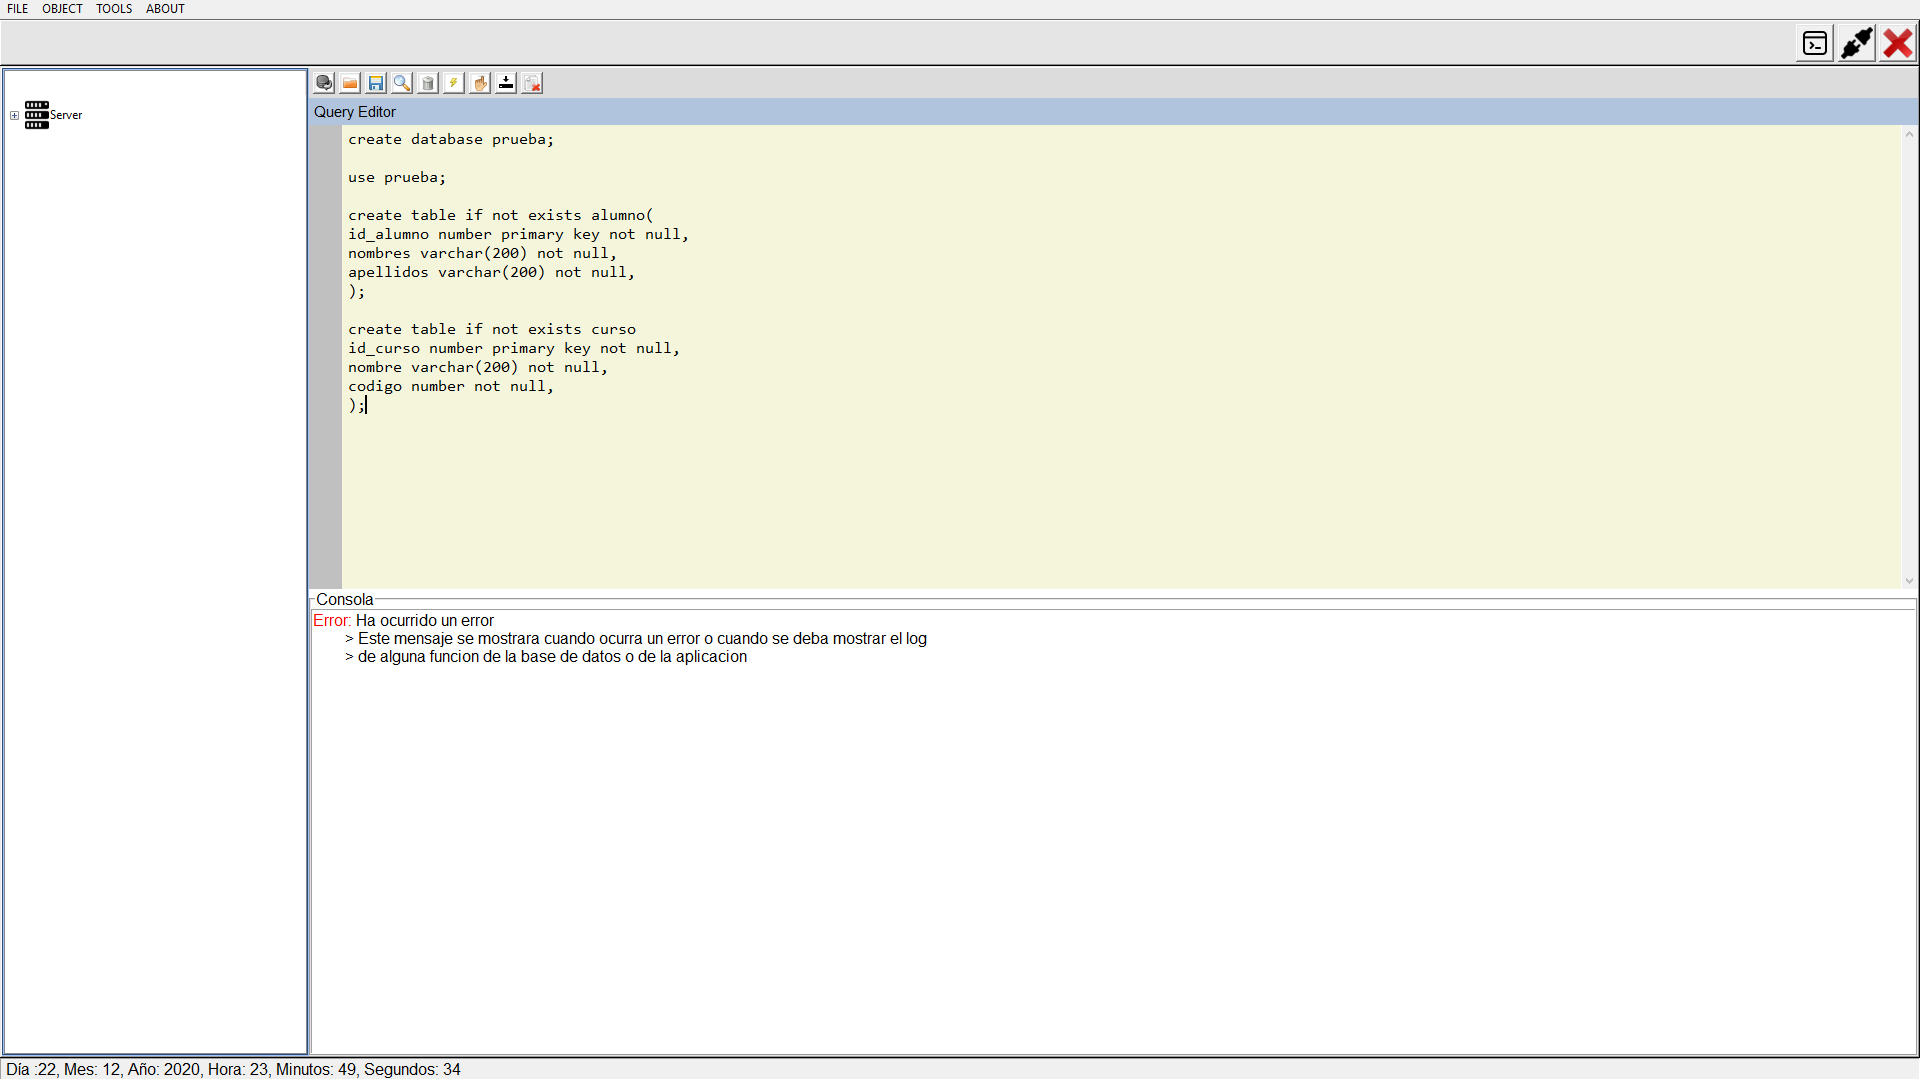 FILE OBJECT TOOLS ABOUT
Server
Query Editor
create database prueba;
use prueba;
create table if not exists alumno(
id_alumno number primary key not null,
nombres varchar(200) not null,
apellidos varchar(200) not null,
);
create table if not exists curso
id_curso number primary key not null,
nombre varchar(200) not null,
codigo number not null,
);
Consola
Error: Ha ocurrido un error
> Este mensaje se mostrara cuando ocurra un error o cuando se deba mostrar el log
> de alguna funcion de la base de datos o de la aplicacion
Día :22, Mes: 12, Año: 2020, Hora: 23, Minutos: 49, Segundos: 34